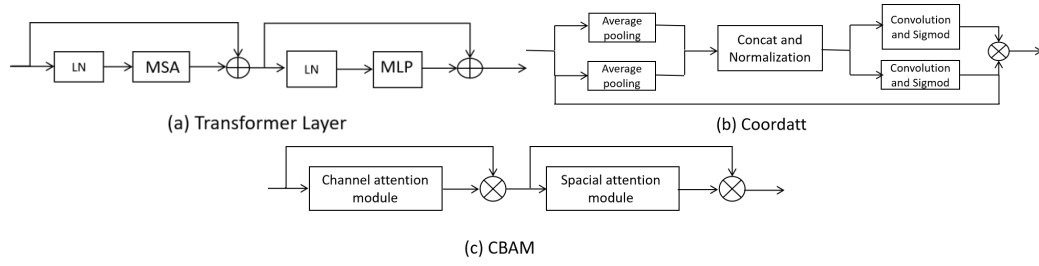 LN
MSA
LN
MLP
(a) Transformer Layer
Average
pooling
Average
pooling
Concat and
Normalization
Convolution
and Sigmod
Convolution
and Sigmod
(b) Coordatt
Channel attention
module
Spacial attention
module
(c) CBAM